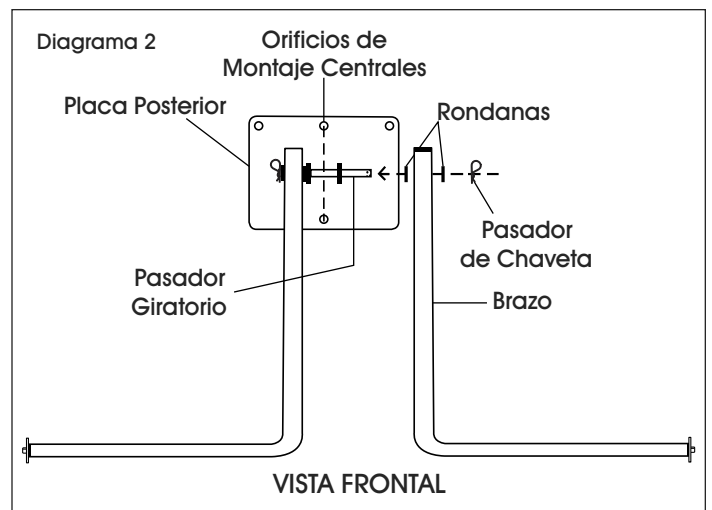 Diagrama 2
Orificios de
Montaje Centrales
Placa Posterior
Rondanas
Pasador
de Chaveta
Pasador
Giratorio
Brazo
VISTA FRONTAL